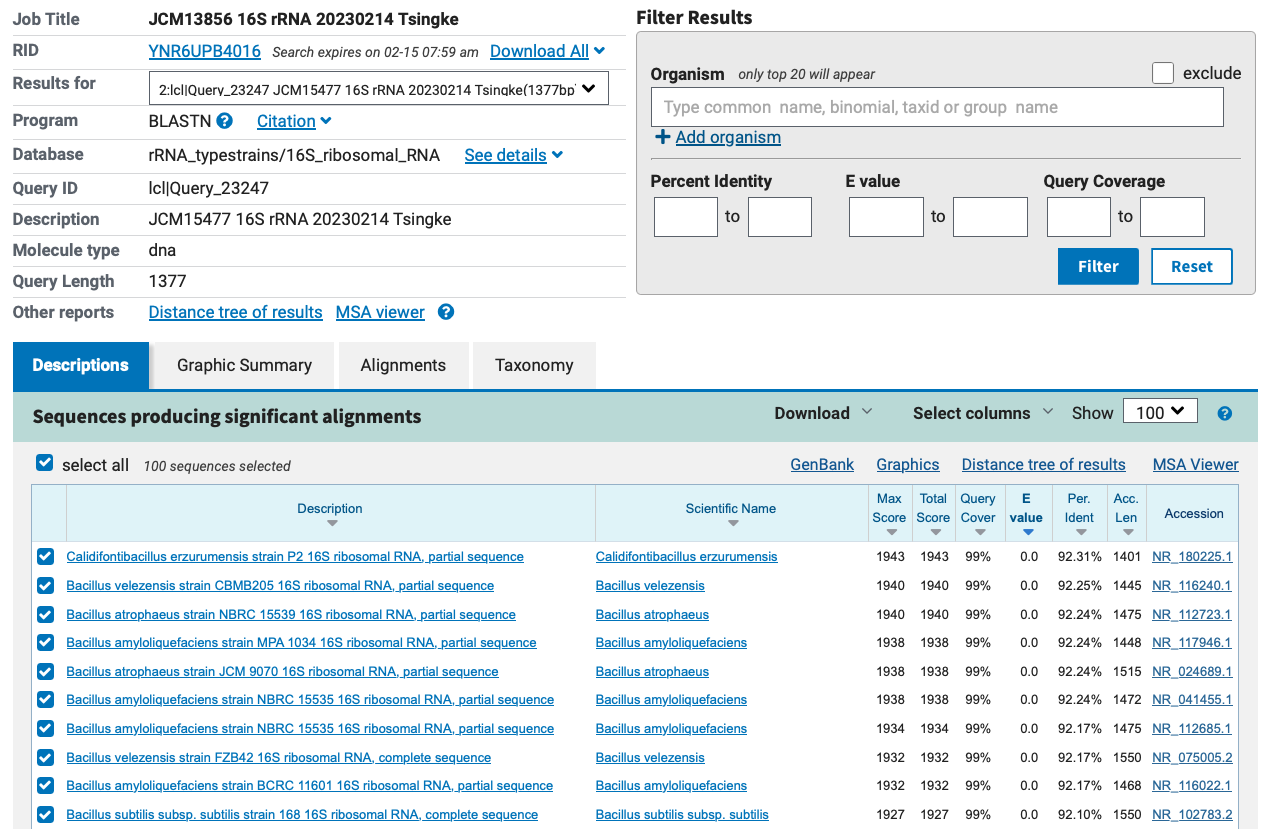 Job Title JCM13856 16S rRNA 20230214 Tsingke
RID YNR6UPB4016 Search expires on 02-15 07:59 am Download All
Results for 2:lcl|Query_23247 JCM15477 16S rRNA 20230214 Tsingke(1377bp)
Program BLASTN ? Citation
Database rRNA_typestrains/16S_ribosomal_RNA See details
Query ID lcl|Query_23247
Description JCM15477 16S rRNA 20230214 Tsingke
Molecule type dna
Query Length 1377
Other reports Distance tree of results MSA viewer ?
Filter Results
Organism only top 20 will appear exclude
Type common name, binomial, taxid or group name
+ Add organism
Percent Identity E value Query Coverage
to to to
Filter Reset
Descriptions Graphic Summary Alignments Taxonomy
Sequences producing significant alignments Download Select columns Show 100 ?
select all 100 sequences selected GenBank Graphics Distance tree of results MSA Viewer
Description Scientific Name Max Score Total Score Query Cover E value Per. Ident Acc. Len Accession
Calidifontibacillus erzurumensis strain P2 16S ribosomal RNA, partial sequence Calidifontibacillus erzurumensis 1943 1943 99% 0.0 92.31% 1401 NR_180225.1
Bacillus velezensis strain CBMB205 16S ribosomal RNA, partial sequence Bacillus velezensis 1940 1940 99% 0.0 92.25% 1445 NR_116240.1
Bacillus atrophaeus strain NBRC 15539 16S ribosomal RNA, partial sequence Bacillus atrophaeus 1940 1940 99% 0.0 92.24% 1475 NR_112723.1
Bacillus amyloliquefaciens strain MPA 1034 16S ribosomal RNA, partial sequence Bacillus amyloliquefaciens 1938 1938 99% 0.0 92.24% 1448 NR_117946.1
Bacillus atrophaeus strain JCM 9070 16S ribosomal RNA, partial sequence Bacillus atrophaeus 1938 1938 99% 0.0 92.24% 1515 NR_024689.1
Bacillus amyloliquefaciens strain NBRC 15535 16S ribosomal RNA, partial sequence Bacillus amyloliquefaciens 1938 1938 99% 0.0 92.24% 1472 NR_041455.1
Bacillus amyloliquefaciens strain NBRC 15535 16S ribosomal RNA, partial sequence Bacillus amyloliquefaciens 1934 1934 99% 0.0 92.17% 1475 NR_112685.1
Bacillus velezensis strain FZB42 16S ribosomal RNA, complete sequence Bacillus velezensis 1932 1932 99% 0.0 92.17% 1550 NR_075005.2
Bacillus amyloliquefaciens strain BCRC 11601 16S ribosomal RNA, partial sequence Bacillus amyloliquefaciens 1932 1932 99% 0.0 92.17% 1468 NR_116022.1
Bacillus subtilis subsp. subtilis strain 168 16S ribosomal RNA, complete sequence Bacillus subtilis subsp. subtilis 1927 1927 99% 0.0 92.10% 1550 NR_102783.2